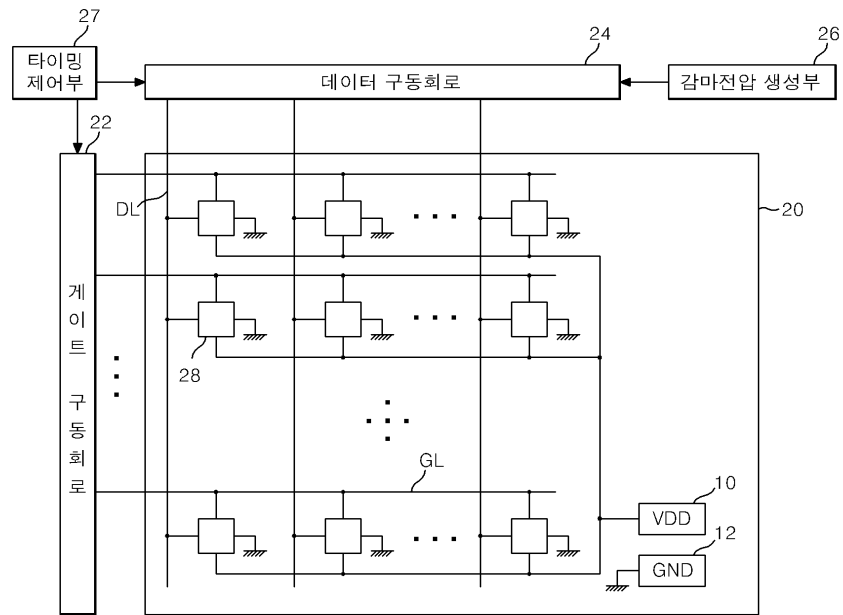 27
타이밍
제어부
24
데이터 구동회로
26
감마전압 생성부
22
게이트 구동회로
DL
20
28
GL
10
VDD
12
GND